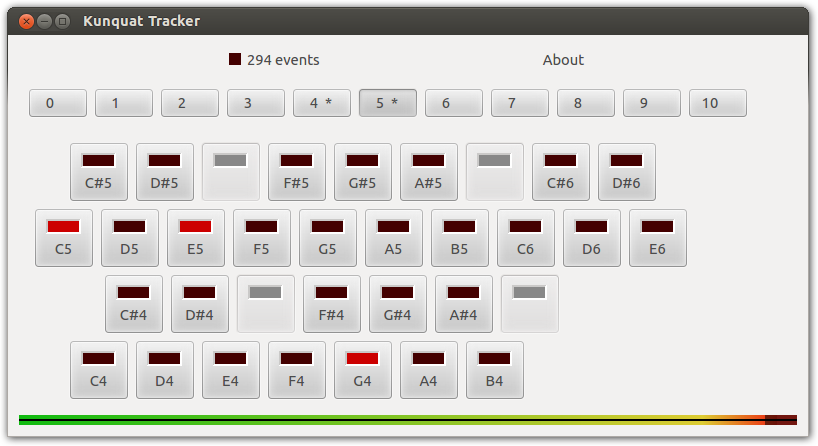 Kunquat Tracker
294 events About
0 1 2 3 4 * 5 * 6 7 8 9 10
C#5 D#5 F#5 G#5 A#5 C#6 D#6
C5 D5 E5 F5 G5 A5 B5 C6 D6 E6
C#4 D#4 F#4 G#4 A#4
C4 D4 E4 F4 G4 A4 B4